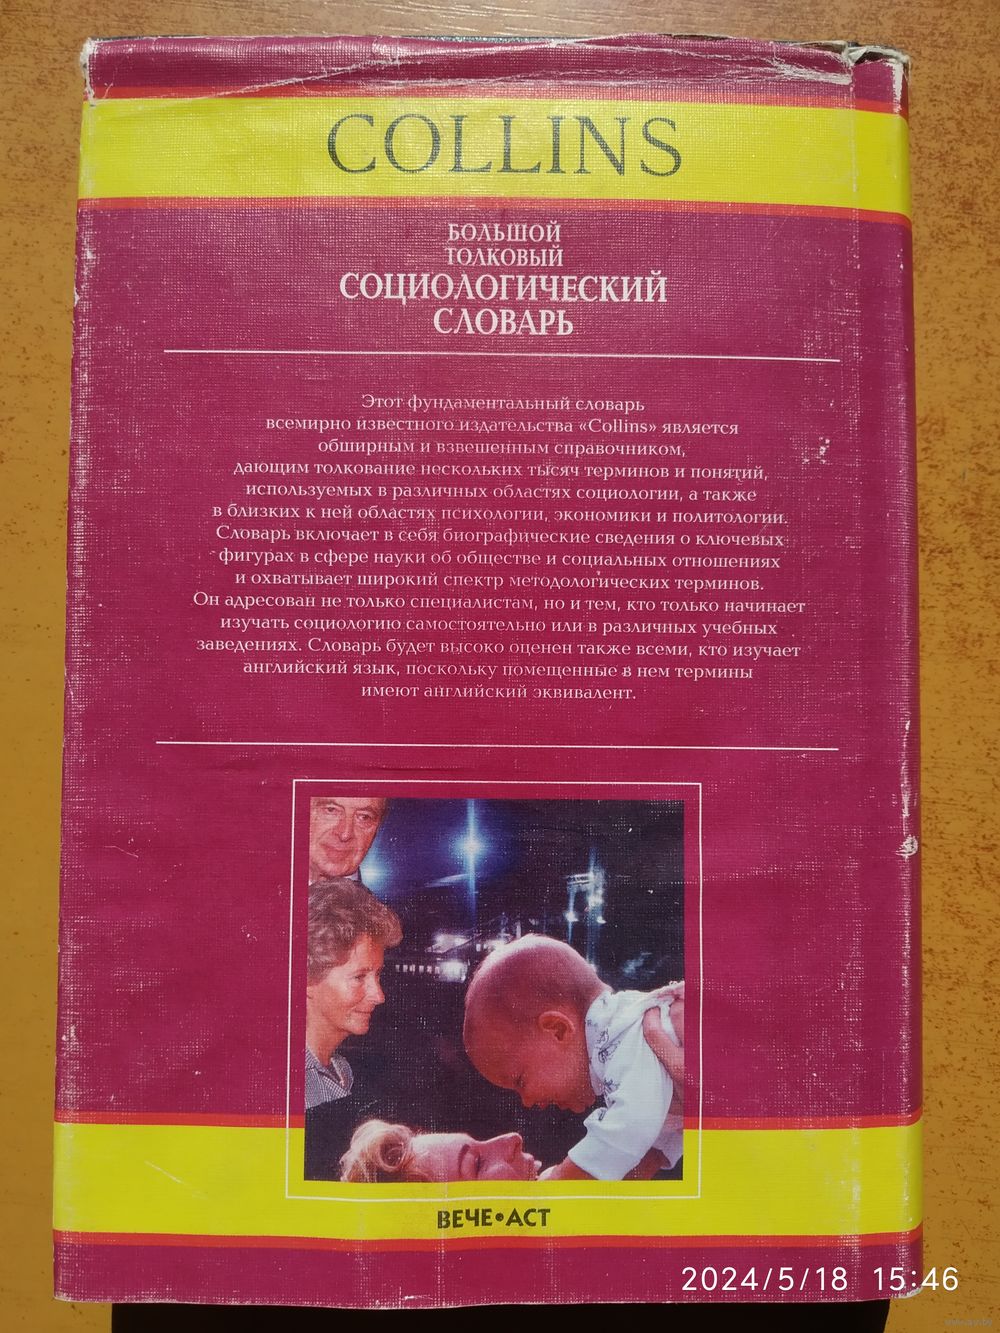 COLLINS
БОЛЬШОЙ
ТОЛКОВЫЙ
СОЦИОЛОГИЧЕСКИЙ
СЛОВАРЬ
Этот фундаментальный словарь
всемирно известного издательства «Collins» является
обширным и взвешенным справочником,
дающим толкование нескольких тысяч терминов и понятий,
используемых в различных областях социологии, а также
в близких к ней областях психологии, экономики и политологии.
Словарь включает в себя биографические сведения о ключевых
фигурах в сфере науки об обществе и социальных отношениях
и охватывает широкий спектр методологических терминов.
Он адресован не только специалистам, но и тем, кто только начинает
изучать социологию самостоятельно или в различных учебных
заведениях. Словарь будет высоко оценен также всеми, кто изучает
английский язык, поскольку помещенные в нем термины
имеют английский эквивалент.
ВЕЧЕ•АСТ
2024/5/18 15:46
www.ay.by